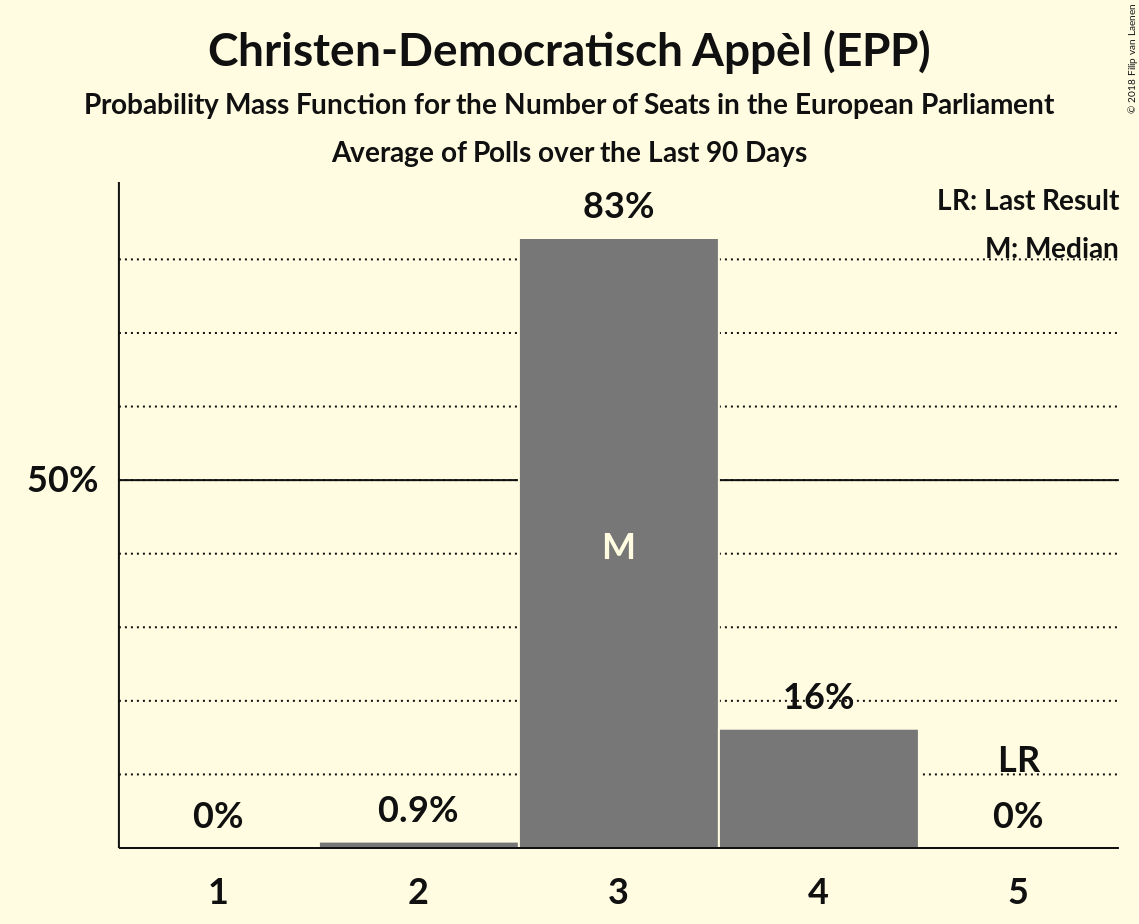 Christen-Democratisch Appèl (EPP)
Probability Mass Function for the Number of Seats in the European Parliament
Average of Polls over the Last 90 Days
© 2018 Filip van Laenen
LR: Last Result
M: Median
83%
50%
M
16%
LR
0%
0.9%
0%
1
2
3
4
5